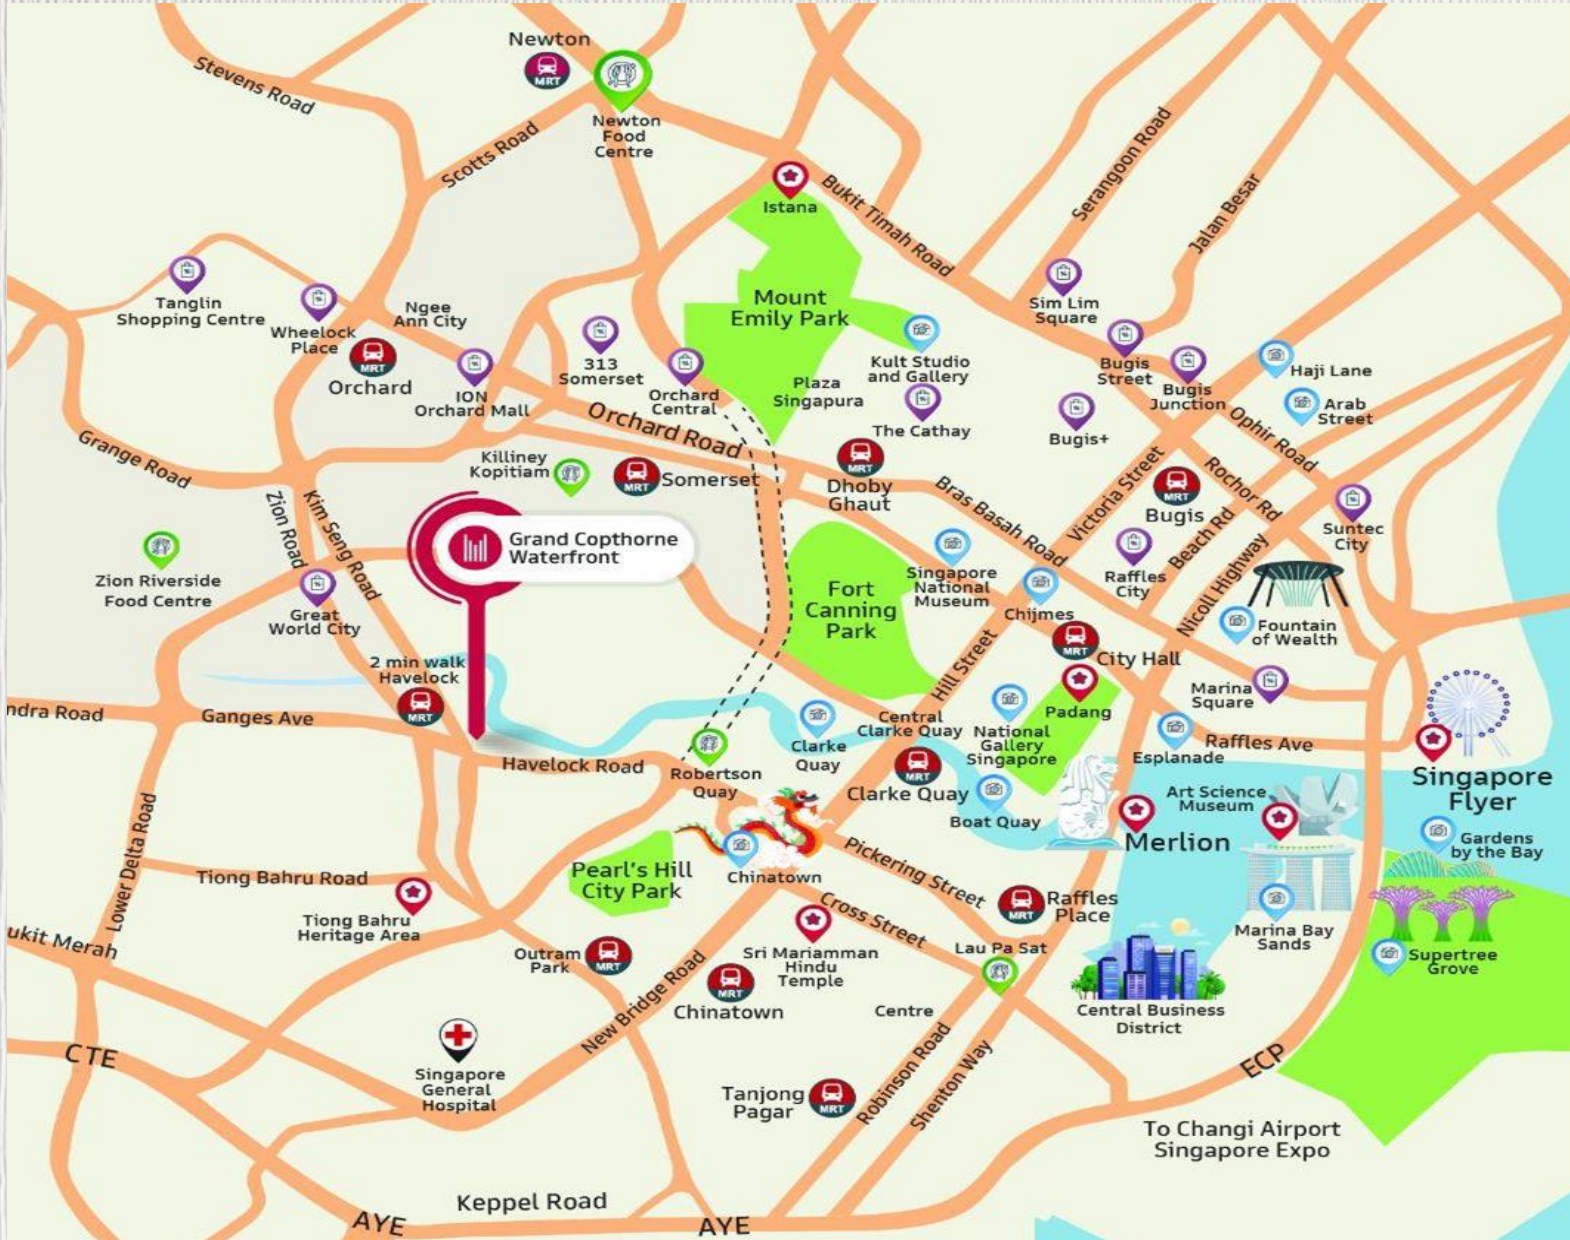 Newton
MRT
Stevens Road
Newton
Food
Centre
Scotts Road
Istana
Bukit Timah Road
Serangoon Road
Jalan Besar
Tanglin
Shopping Centre
Wheelock
Place
Ngee
Ann City
MRT
Orchard
ION
Orchard Mall
313
Somerset
Orchard
Central
Mount
Emily Park
Kult Studio
and Gallery
Plaza
Singapura
The Cathay
Sim Lim
Square
Bugis
Street
Bugis
Junction
Bugis+
Haji Lane
Arab
Street
Ophir Road
Orchard Road
Grange Road
Killiney
Kopitiam
MRT
Somerset
MRT
Dhoby
Ghaut
Bras Basah Road
Victoria Street
Rochor Rd
MRT
Bugis
Beach Rd
Suntec
City
Zion Road
Kim Seng Road
Grand Copthorne
Waterfront
Zion Riverside
Food Centre
Great
World City
Fort
Canning
Park
Singapore
National
Museum
Chijmes
Raffles
City
Nicoll Highway
Fountain
of Wealth
MRT
City Hall
Hill Street
2 min walk
Havelock
MRT
Padang
Marina
Square
ndra Road
Ganges Ave
Central
Clarke Quay
National
Gallery
Singapore
Clarke
Quay
Esplanade
Raffles Ave
Havelock Road
Robertson
Quay
MRT
Clarke Quay
Boat Quay
Art Science
Museum
Singapore
Flyer
Merlion
Gardens
by the Bay
Lower Delta Road
Tiong Bahru Road
Pearl's Hill
City Park
Chinatown
Pickering Street
Cross Street
MRT
Raffles
Place
Tiong Bahru
Heritage Area
ukit Merah
Outram
Park
MRT
Sri Mariamman
Hindu
Temple
Lau Pa Sat
Marina Bay
Sands
Supertree
Grove
New Bridge Road
MRT
Chinatown
Centre
Central Business
District
CTE
Singapore
General
Hospital
Tanjong
Pagar
MRT
Robinson Road
Shenton Way
ECP
To Changi Airport
Singapore Expo
Keppel Road
AYE
AYE